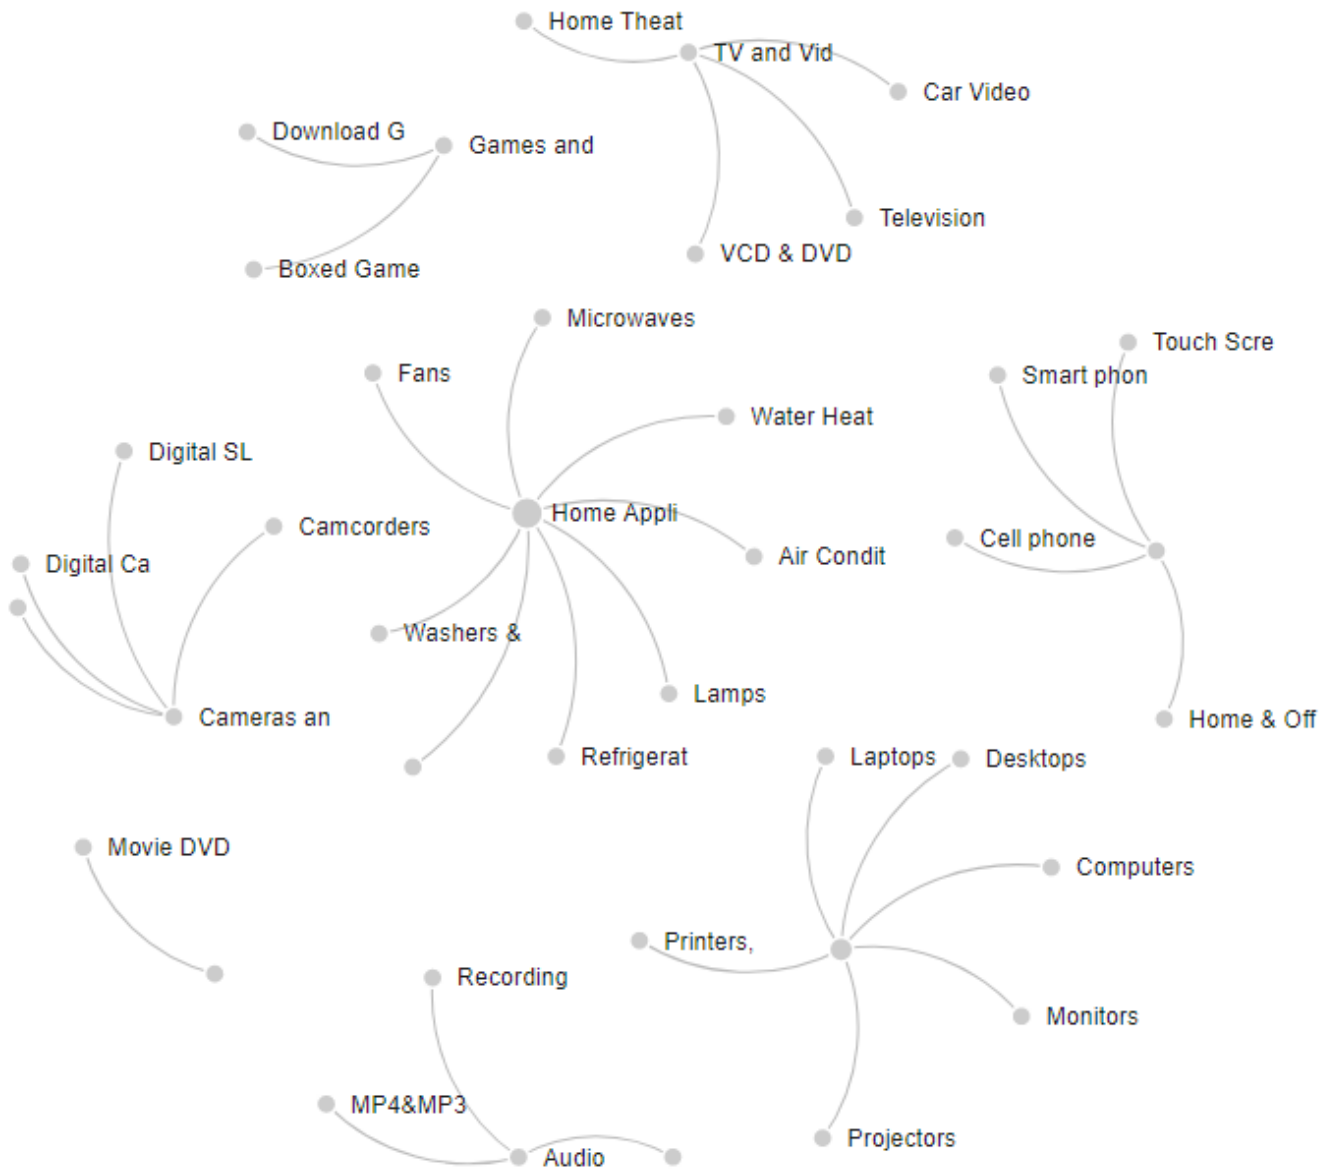 Home Theat
TV and Vid
Car Video
Download G
Games and
Television
VCD & DVD
Boxed Game
Microwaves
Touch Scre
Fans
Smart phon
Water Heat
Digital SL
Home Appli
Camcorders
Cell phone
Air Condit
Digital Ca
Washers &
Lamps
Cameras an
Home & Off
Refrigerat
Laptops
Desktops
Movie DVD
Computers
Printers,
Recording
Monitors
MP4&MP3
Projectors
Audio